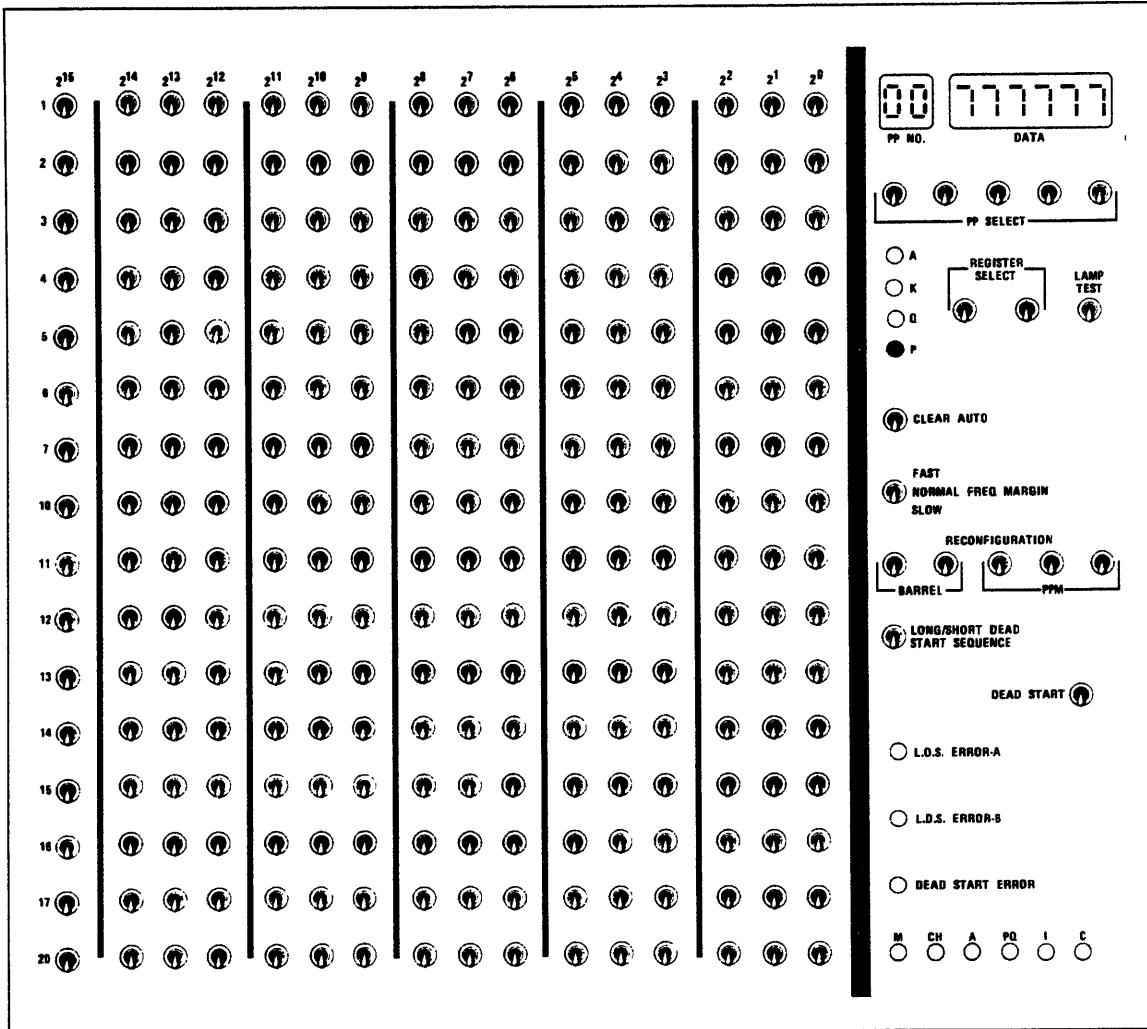 2¹⁵ 2¹⁴ 2¹³ 2¹² 2¹¹ 2¹⁰ 2⁹ 2⁸ 2⁷ 2⁶ 2⁵ 2⁴ 2³ 2² 2¹ 2⁰
1
2
3
4
5
6
7
10
11
12
13
14
15
16
17
20
00 777777
PP NO. DATA
PP SELECT
A
K
Q
P
REGISTER
SELECT
LAMP
TEST
CLEAR AUTO
FAST
NORMAL FREQ MARGIN
SLOW
RECONFIGURATION
BARREL PPM
LONG/SHORT DEAD
START SEQUENCE
DEAD START
L.D.S. ERROR-A
L.D.S. ERROR-B
DEAD START ERROR
M CH A PQ I C